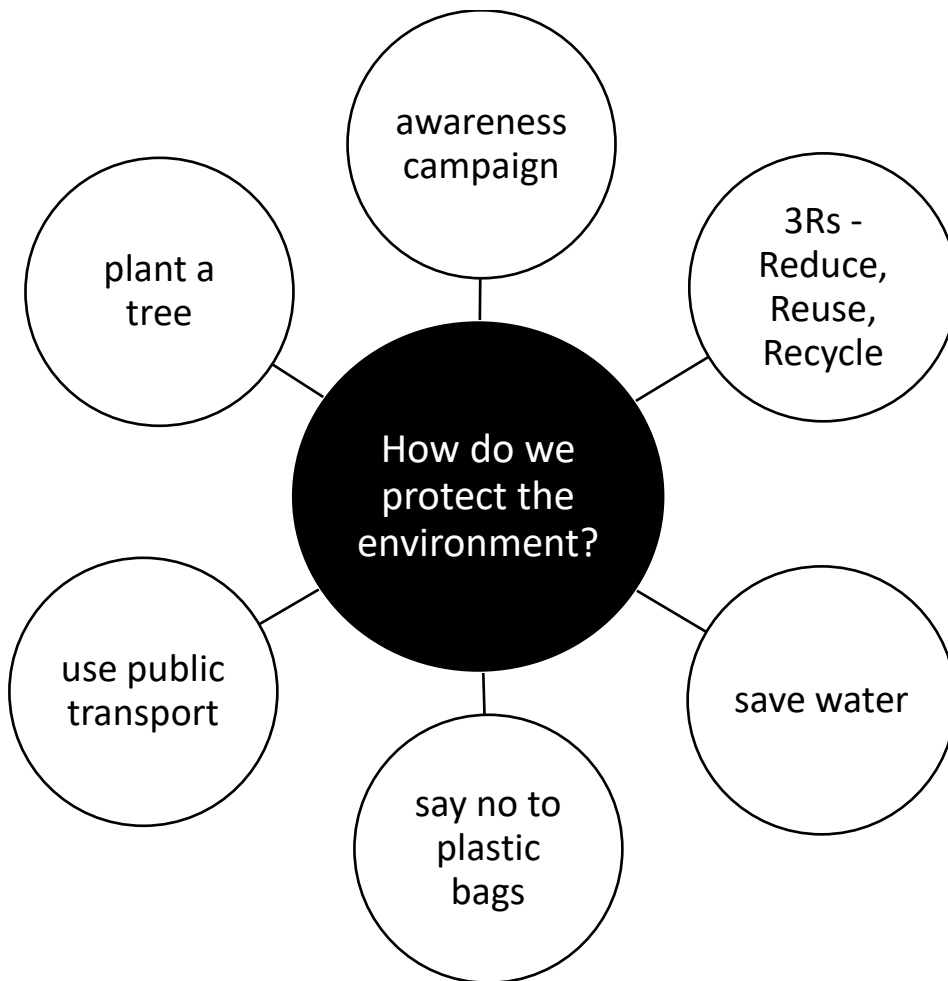 awareness
campaign
3Rs -
Reduce,
Reuse,
Recycle
plant a
tree
How do we
protect the
environment?
use public
transport
save water
say no to
plastic
bags